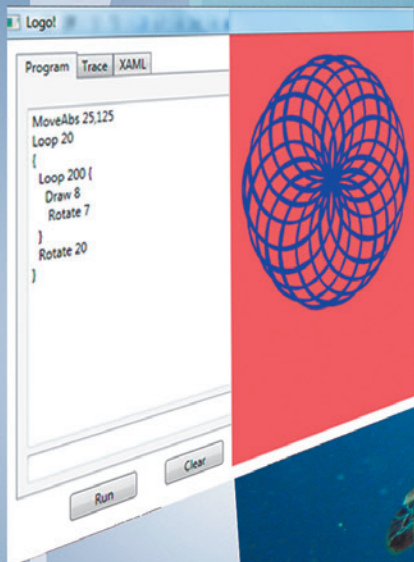 Logo!
Program Trace XAML
MoveAbs 25,125
Loop 20
{
Loop 200 {
Draw 8
Rotate 7
}
Rotate 20
}
Run Clear